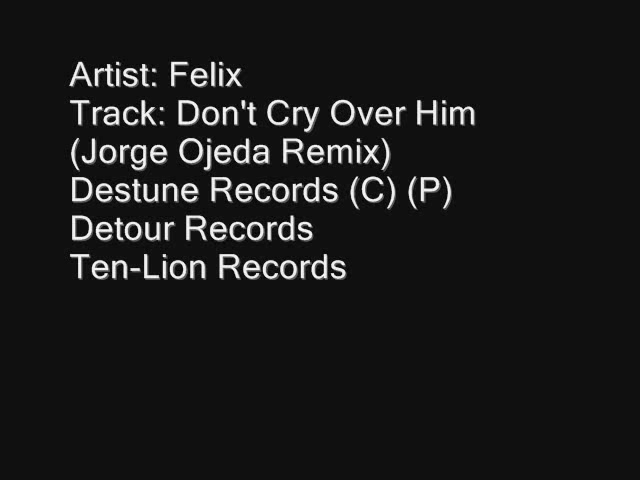 Artist: Felix
Track: Don't Cry Over Him
(Jorge Ojeda Remix)
Destune Records (C) (P)
Detour Records
Ten-Lion Records